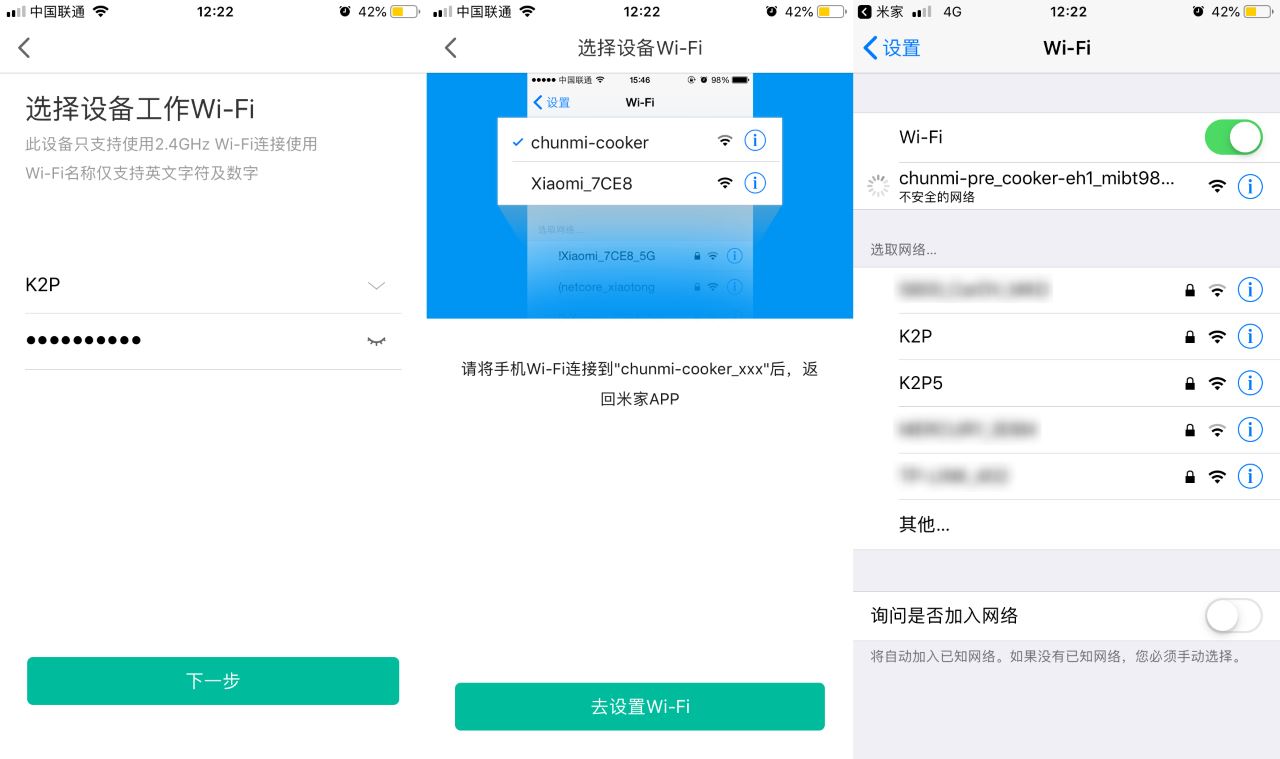 中国联通
12:22
42%
选择设备工作Wi-Fi
此设备只支持使用2.4GHz Wi-Fi连接使用
Wi-Fi名称仅支持英文字符及数字
K2P
●●●●●●●●●●
下一步
中国联通
12:22
42%
选择设备Wi-Fi
中国联通
15:46
98%
设置
Wi-Fi
chunmi-cooker
Xiaomi_7CE8
选取网络...
!Xiaomi_7CE8_5G
(netcore_xiaotong
请将手机Wi-Fi连接到"chunmi-cooker_xxx"后，返
回米家APP
去设置Wi-Fi
米家
4G
12:22
42%
设置
Wi-Fi
Wi-Fi
chunmi-pre_cooker-eh1_mibt98...
不安全的网络
选取网络...
K2P
K2P5
其他...
询问是否加入网络
将自动加入已知网络。如果没有已知网络，您必须手动选择。